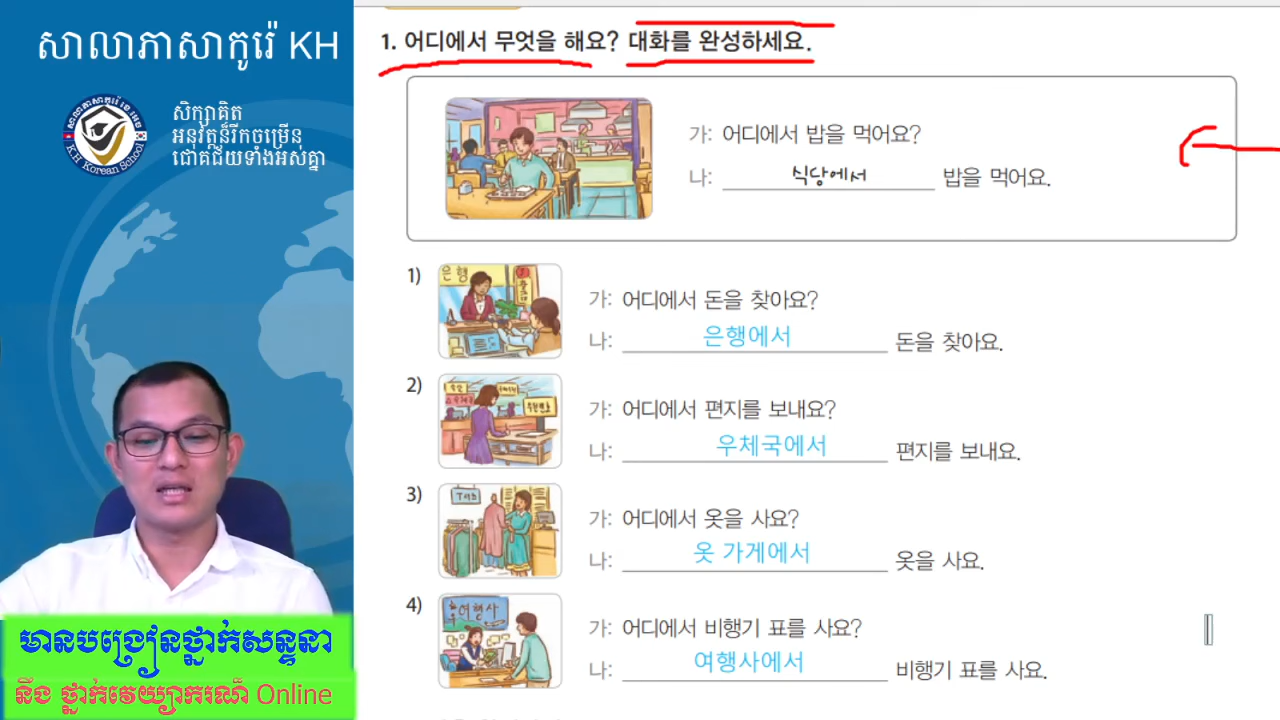 សាលាភាសាកូរ៉េ KH
សិក្សាគិត
អនុវត្តន៍រីកចម្រើន
ជោគជ័យទាំងអស់គ្នា
K.H Korean School
មានបង្រៀនថ្នាក់សន្ទនា
នឹង ថ្នាក់វេយ្យាករណ៍ Online
1. 어디에서 무엇을 해요? 대화를 완성하세요.
가: 어디에서 밥을 먹어요?
나: 식당에서 밥을 먹어요.
1)
은행
가: 어디에서 돈을 찾아요?
나: 은행에서 돈을 찾아요.
2)
가: 어디에서 편지를 보내요?
나: 우체국에서 편지를 보내요.
3)
가: 어디에서 옷을 사요?
나: 옷 가게에서 옷을 사요.
4)
여행사
가: 어디에서 비행기 표를 사요?
나: 여행사에서 비행기 표를 사요.